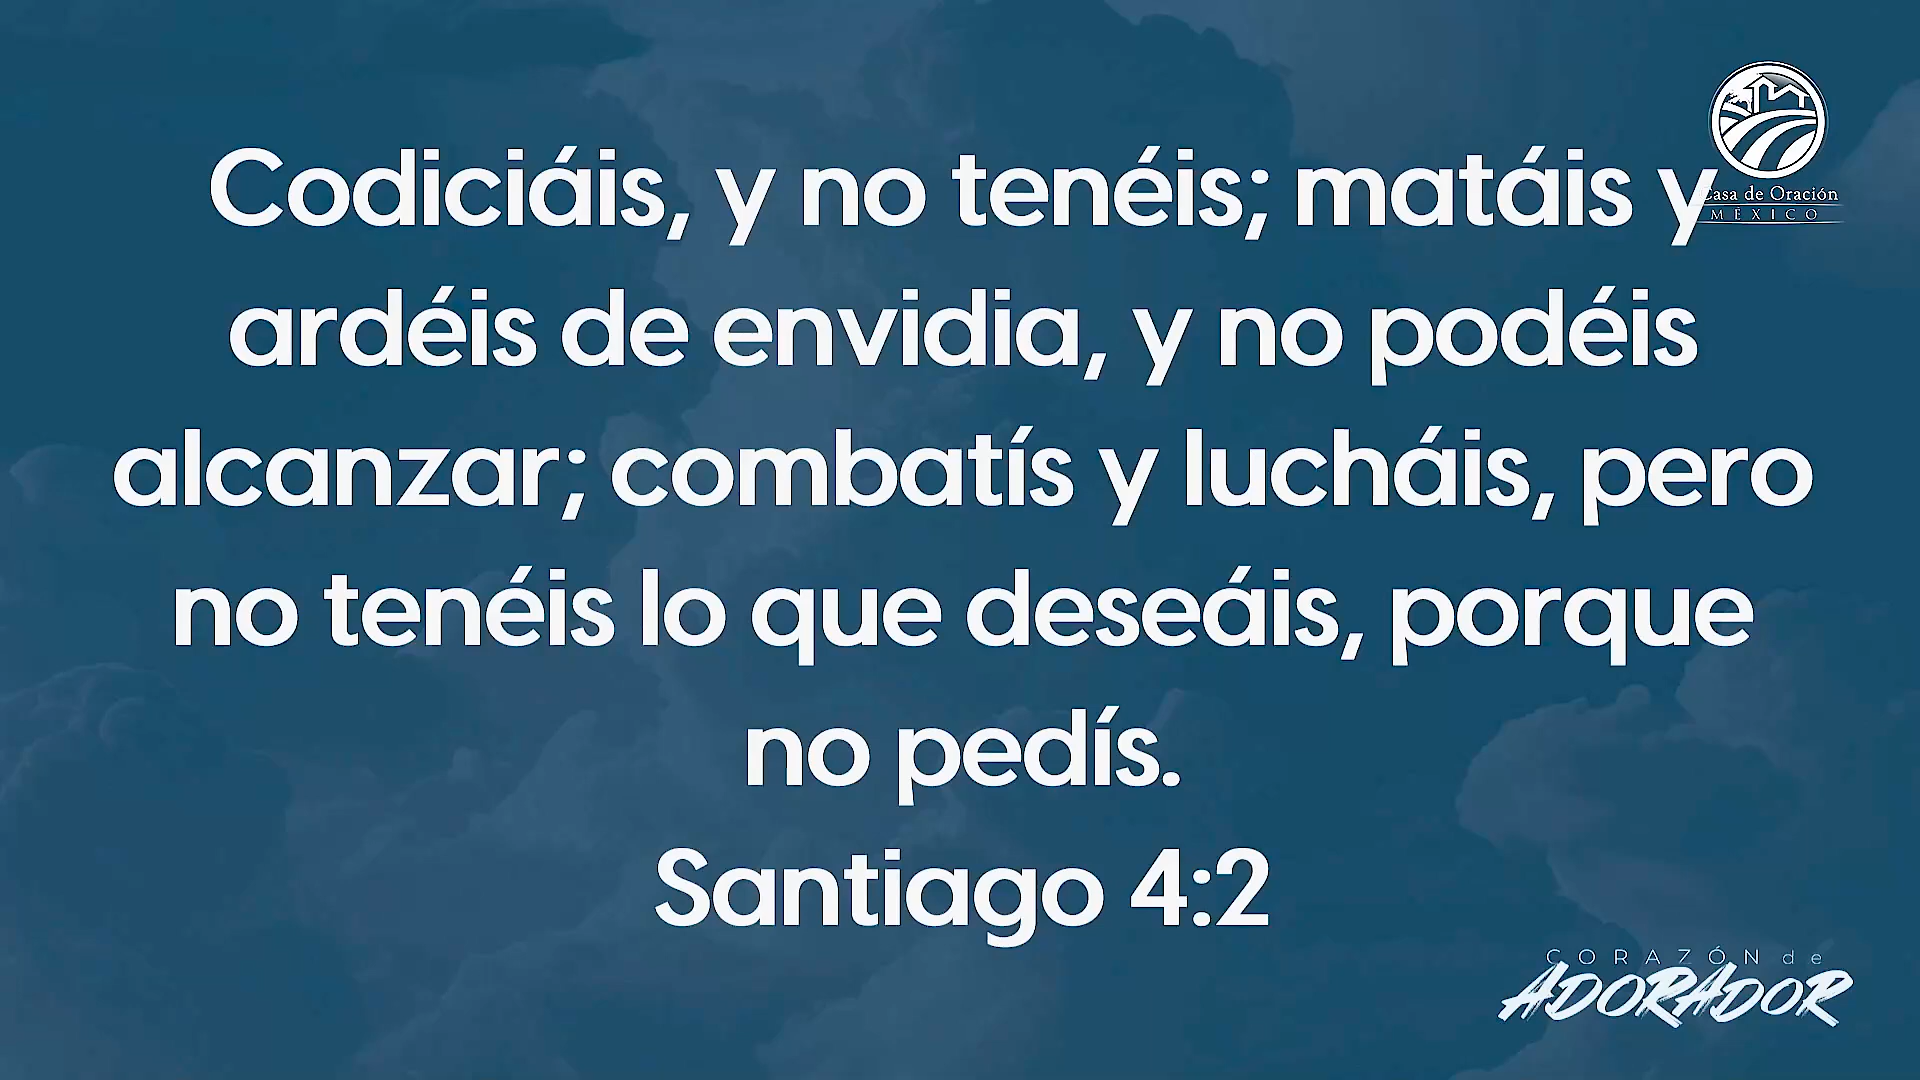 Codiciáis, y no tenéis; matáis y
ardéis de envidia, y no podéis
alcanzar; combatís y lucháis, pero
no tenéis lo que deseáis, porque
no pedís.
Santiago 4:2
Casa de Oración
MÉXICO
CORAZÓN de
ADORADOR